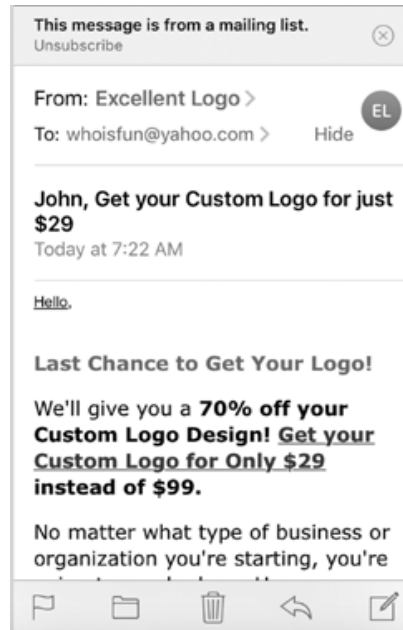 This message is from a mailing list.
Unsubscribe
From: Excellent Logo >
EL
To: whoisfun@yahoo.com > Hide
John, Get your Custom Logo for just
$29
Today at 7:22 AM
Hello,
Last Chance to Get Your Logo!
We'll give you a 70% off your
Custom Logo Design! Get your
Custom Logo for Only $29
instead of $99.
No matter what type of business or
organization you're starting, you're